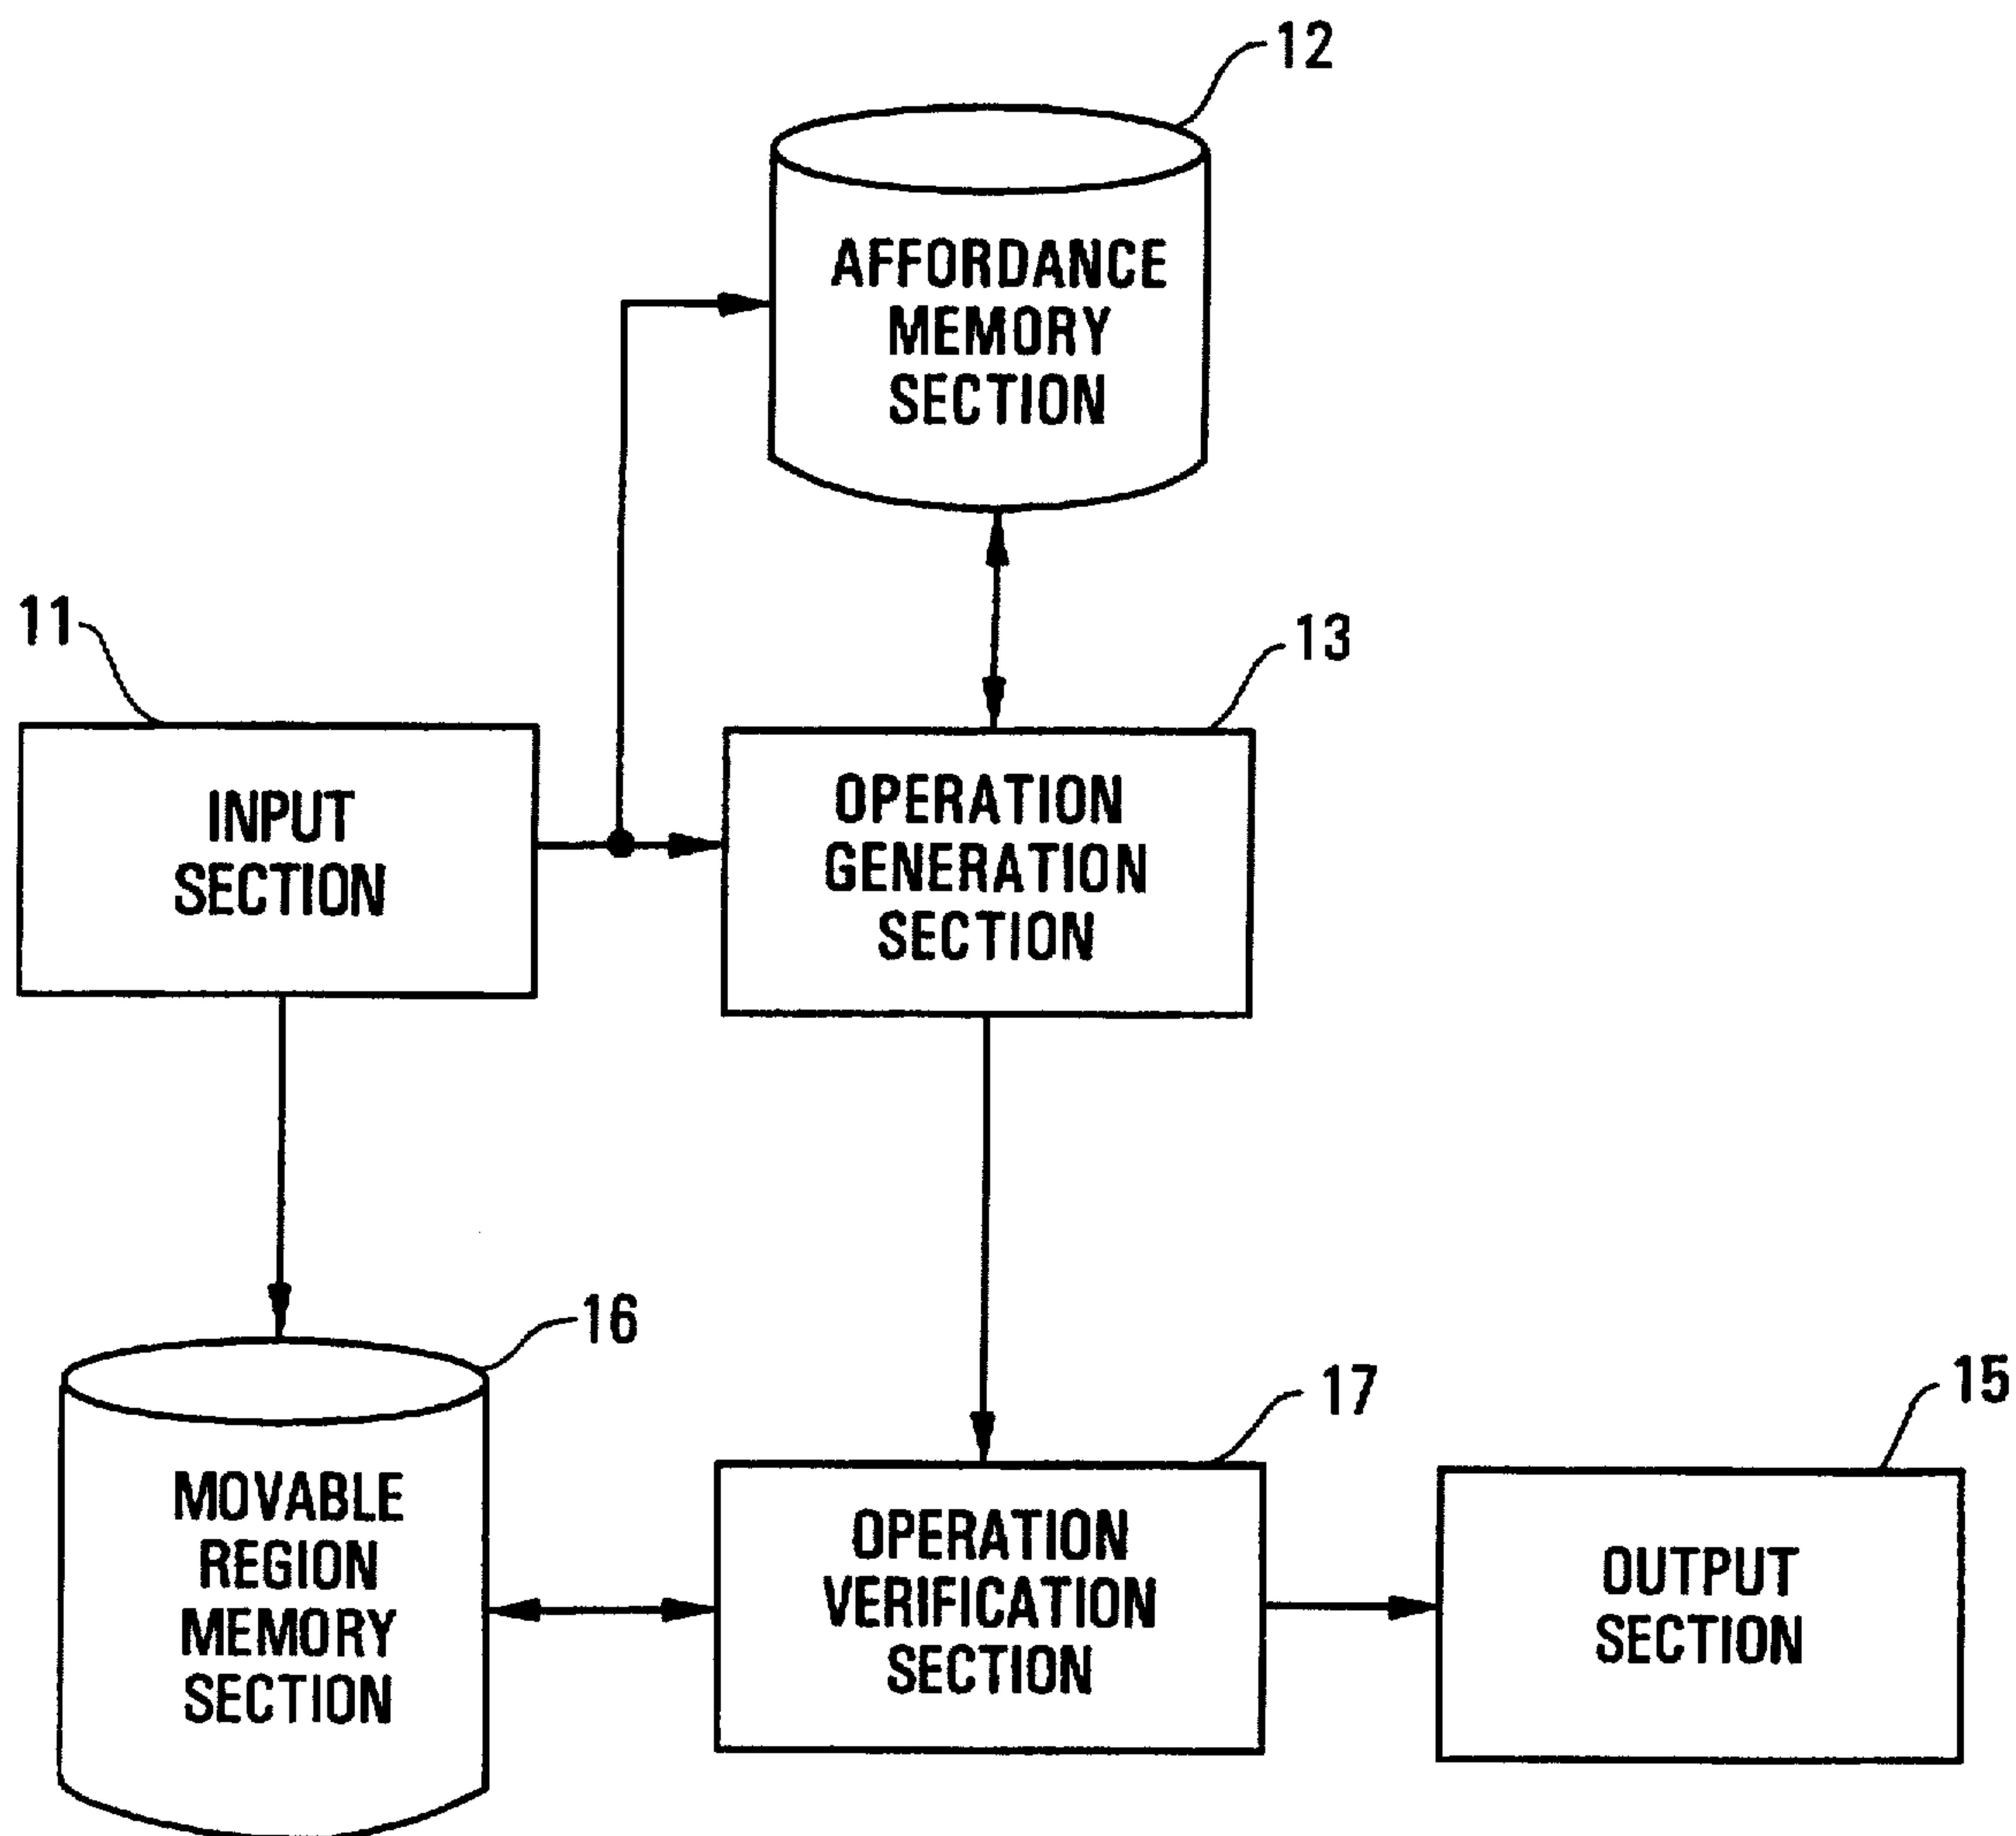 12
AFFORDANCE
MEMORY
SECTION
11
13
INPUT
SECTION
OPERATION
GENERATION
SECTION
16
17
15
MOVABLE
REGION
MEMORY
SECTION
OPERATION
VERIFICATION
SECTION
OUTPUT
SECTION